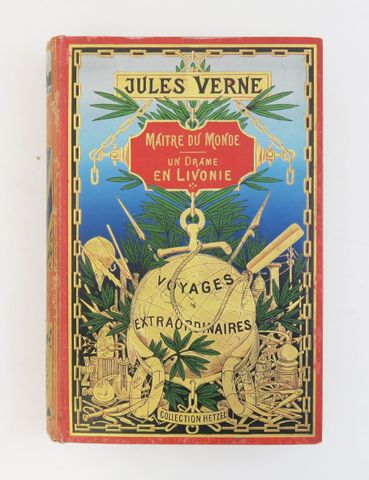 JULES VERNE
MAÎTRE DU MONDE
UN DRAME
EN LIVONIE
VOYAGES
EXTRAORDINAIRES
COLLECTION HETZEL